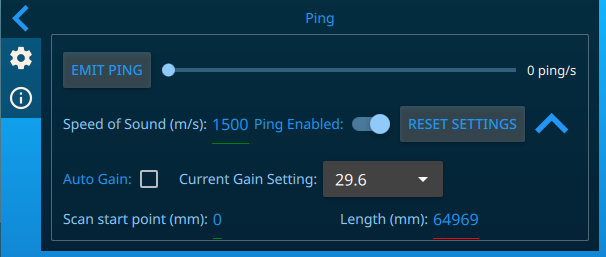 Ping
EMIT PING 0 ping/s
Speed of Sound (m/s): 1500 Ping Enabled: RESET SETTINGS
Auto Gain: Current Gain Setting: 29.6
Scan start point (mm): 0 Length (mm): 64969